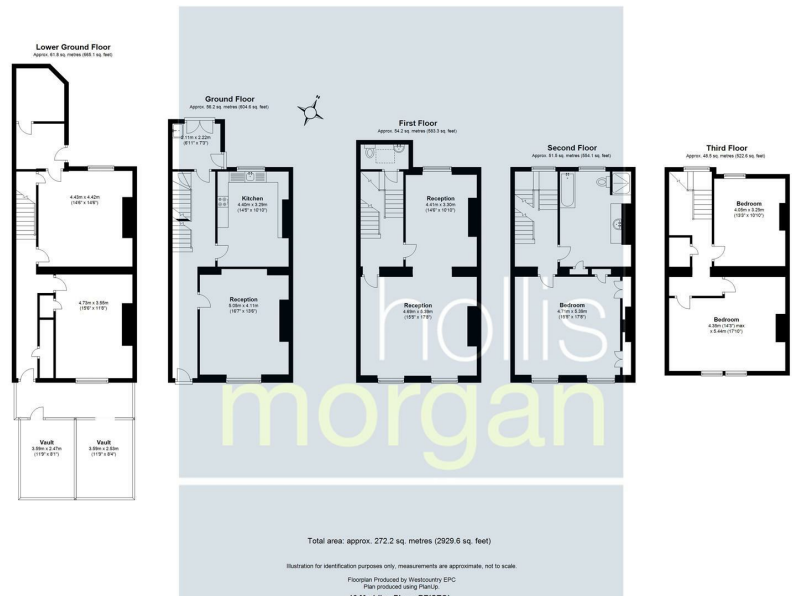 Lower Ground Floor
Approx. 61.8 sq. metres (665.1 sq. feet)
4.43m x 4.42m
(14'6" x 14'6")
4.73m x 3.55m
(15'6" x 11'8")
Vault
3.59m x 2.47m
(11'9" x 8'1")
Vault
3.59m x 2.53m
(11'9" x 8'4")
Ground Floor
Approx. 56.2 sq. metres (604.6 sq. feet)
2.11m x 2.22m
(6'11" x 7'3")
Kitchen
4.40m x 3.29m
(14'5" x 10'10")
Reception
5.05m x 4.11m
(16'7" x 13'6")
N
First Floor
Approx. 54.2 sq. metres (583.3 sq. feet)
Reception
4.41m x 3.30m
(14'6" x 10'10")
Reception
4.69m x 5.39m
(15'5" x 17'8")
Second Floor
Approx. 51.5 sq. metres (554.1 sq. feet)
Bedroom
4.71m x 5.39m
(15'5" x 17'8")
Third Floor
Approx. 48.5 sq. metres (522.6 sq. feet)
Bedroom
4.05m x 3.29m
(13'3" x 10'10")
Bedroom
4.35m (14'3") max
x 5.44m (17'10")
hollis
morgan
Total area: approx. 272.2 sq. metres (2929.6 sq. feet)
Illustration for identification purposes only, measurements are approximate, not to scale.
Floorplan Produced by Westcountry EPC
Plan produced using PlanUp.